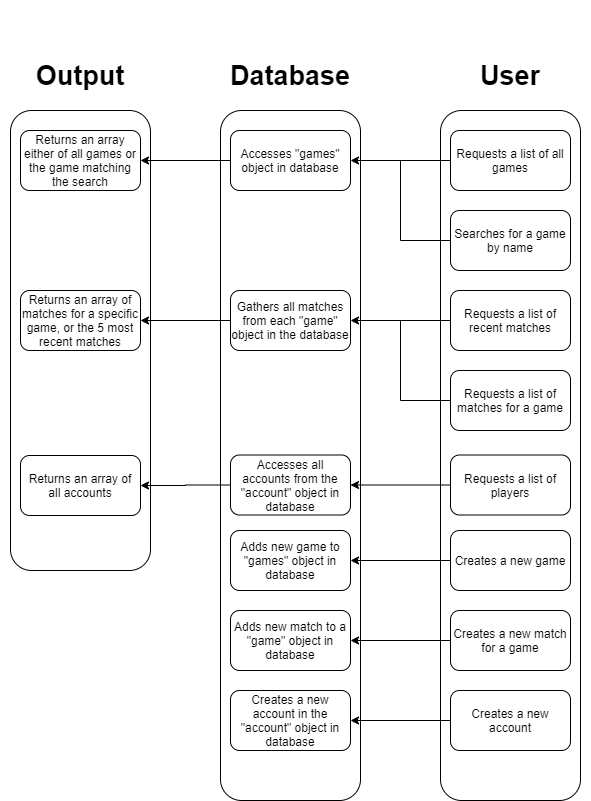 Output
Database
User
Returns an array
either of all games or
the game matching
the search
Accesses "games"
object in database
Requests a list of all
games
Searches for a game
by name
Returns an array of
matches for a specific
game, or the 5 most
recent matches
Gathers all matches
from each "game"
object in the database
Requests a list of
recent matches
Requests a list of
matches for a game
Returns an array of
all accounts
Accesses all
accounts from the
"account" object in
database
Requests a list of
players
Adds new game to
"games" object in
database
Creates a new game
Adds new match to a
"game" object in
database
Creates a new match
for a game
Creates a new
account in the
"account" object in
database
Creates a new
account